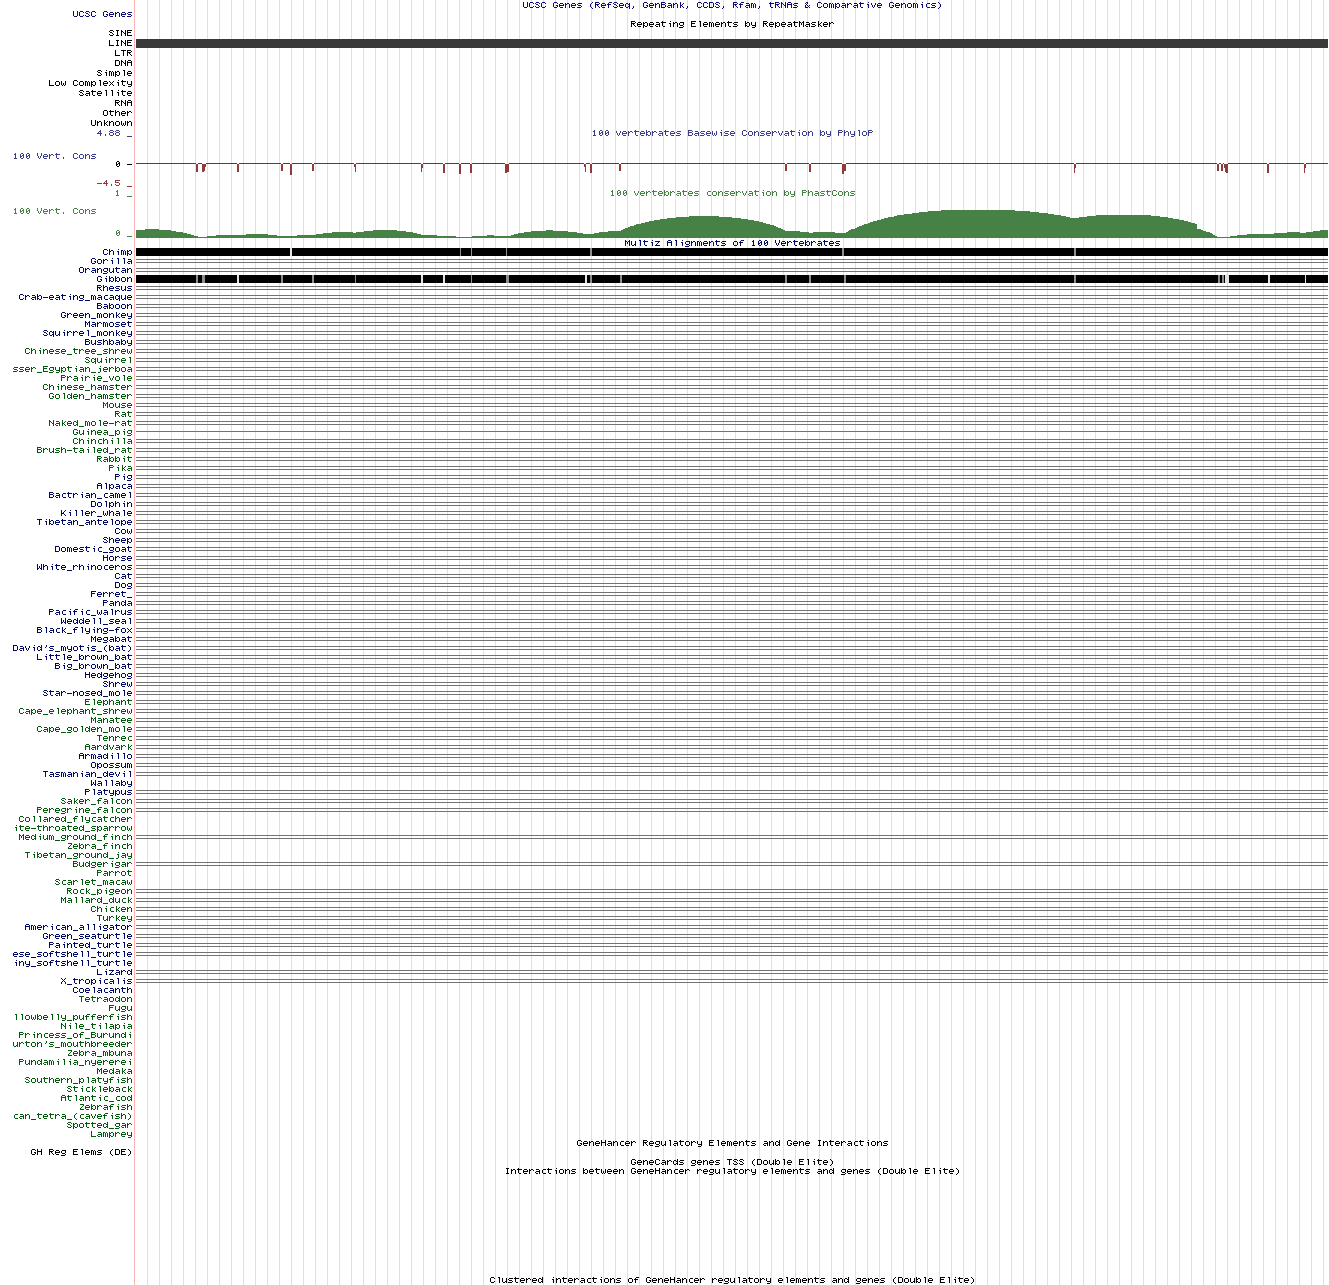 UCSC Genes (RefSeq, GenBank, CCDS, Rfam, tRNAs & Comparative Genomics)
UCSC Genes
Repeating Elements by RepeatMasker
SINE
LINE
LTR
DNA
Simple
Low Complexity
Satellite
RNA
Other
Unknown
4.88 _
100 vertebrates Basewise Conservation by PhyloP
100 Vert. Cons
0 _
-4.5 _
1 _
100 vertebrates conservation by PhastCons
100 Vert. Cons
0 _
Multiz Alignments of 100 Vertebrates
Chimp
Gorilla
Orangutan
Gibbon
Rhesus
Crab-eating_macaque
Baboon
Green_monkey
Marmoset
Squirrel_monkey
Bushbaby
Chinese_tree_shrew
Squirrel
sser_Egyptian_jerboa
Prairie_vole
Chinese_hamster
Golden_hamster
Mouse
Rat
Naked_mole-rat
Guinea_pig
Chinchilla
Brush-tailed_rat
Rabbit
Pika
Pig
Alpaca
Bactrian_camel
Dolphin
Killer_whale
Tibetan_antelope
Cow
Sheep
Domestic_goat
Horse
White_rhinoceros
Cat
Dog
Ferret_
Panda
Pacific_walrus
Weddell_seal
Black_flying-fox
Megabat
David's_myotis_(bat)
Little_brown_bat
Big_brown_bat
Hedgehog
Shrew
Star-nosed_mole
Elephant
Cape_elephant_shrew
Manatee
Cape_golden_mole
Tenrec
Aardvark
Armadillo
Opossum
Tasmanian_devil
Wallaby
Platypus
Saker_falcon
Peregrine_falcon
Collared_flycatcher
ite-throated_sparrow
Medium_ground_finch
Zebra_finch
Tibetan_ground_jay
Budgerigar
Parrot
Scarlet_macaw
Rock_pigeon
Mallard_duck
Chicken
Turkey
American_alligator
Green_seaturtle
Painted_turtle
ese_softshell_turtle
iny_softshell_turtle
Lizard
X_tropicalis
Coelacanth
Tetraodon
Fugu
llowbelly_pufferfish
Nile_tilapia
Princess_of_Burundi
urton's_mouthbreeder
Zebra_mbuna
Pundamilia_nyererei
Medaka
Southern_platyfish
Stickleback
Atlantic_cod
Zebrafish
can_tetra_(cavefish)
Spotted_gar
Lamprey
GeneHancer Regulatory Elements and Gene Interactions
GH Reg Elems (DE)
GeneCards genes TSS (Double Elite)
Interactions between GeneHancer regulatory elements and genes (Double Elite)
Clustered interactions of GeneHancer regulatory elements and genes (Double Elite)